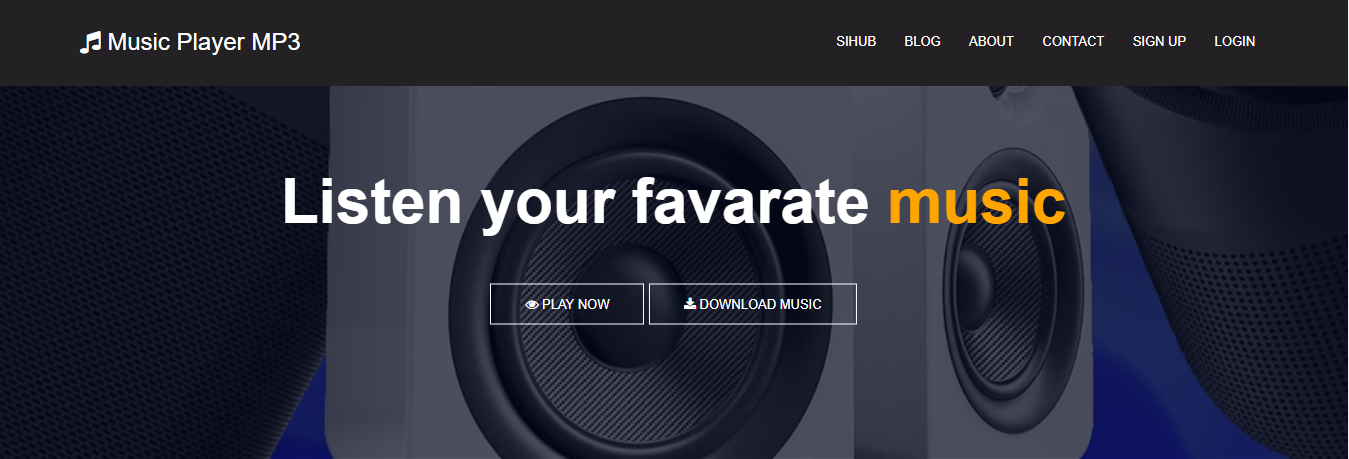 Music Player MP3
SIHUB BLOG ABOUT CONTACT SIGN UP LOGIN
Listen your favarate music
PLAY NOW DOWNLOAD MUSIC